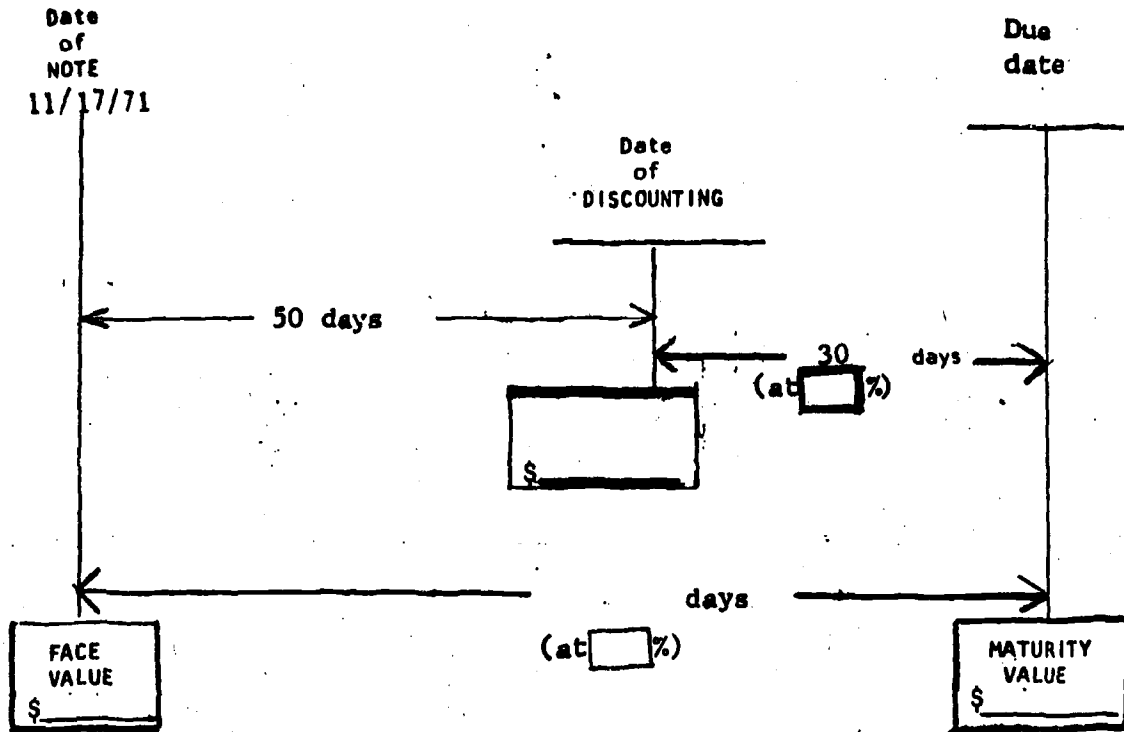 Date
of
NOTE
11/17/71
Due
date
Date
of
DISCOUNTING
50 days
30 days
(at %)
$
days
(at %)
FACE
VALUE
$
MATURITY
VALUE
$